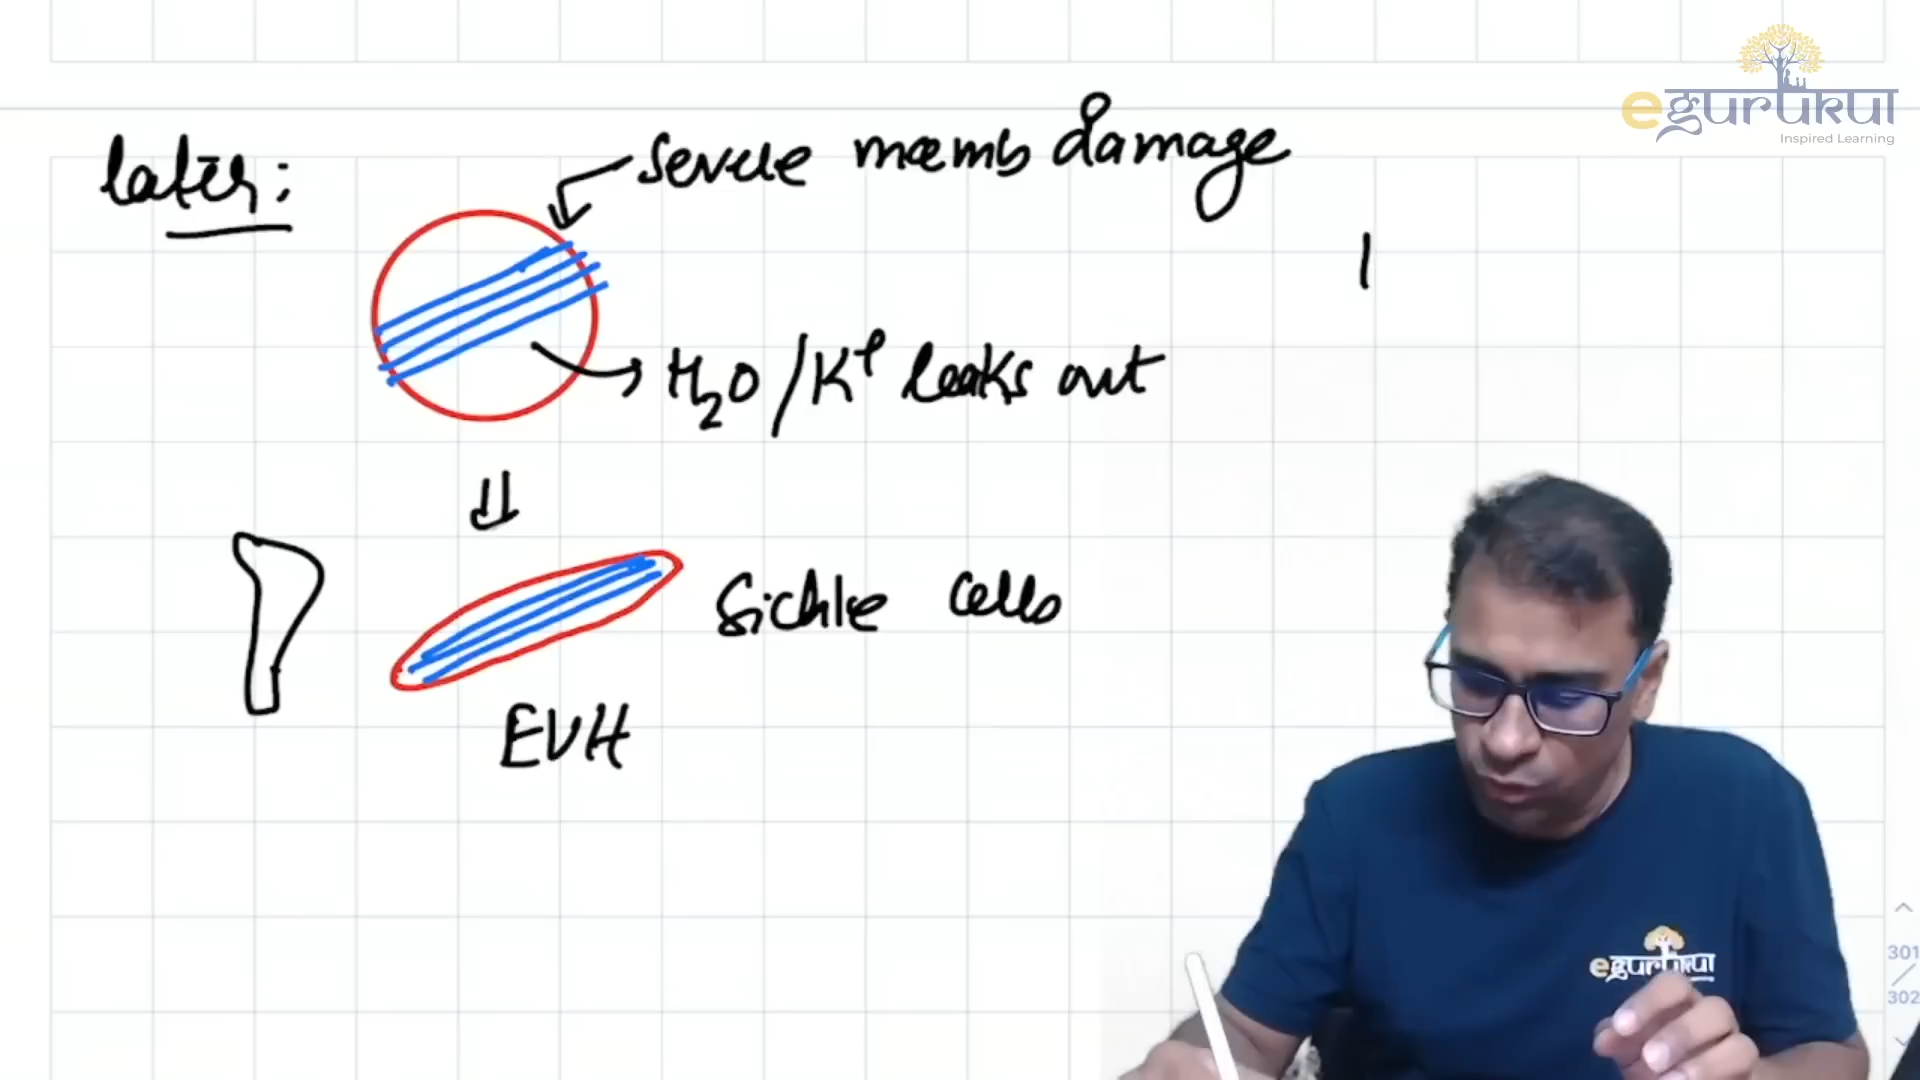 later:
severe memb damage
H₂O/K⁺ leaks out
Sickle cells
EVH
egurukul
Inspired Learning
egurukul
301
/
302